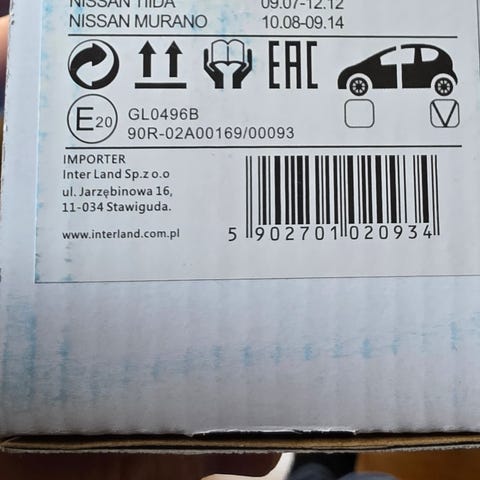 NISSAN TIIDA 09.07-12.12
NISSAN MURANO 10.08-09.14
EAC
E20
GL0496B
90R-02A00169/00093
IMPORTER
Inter Land Sp.z o.o
ul. Jarzębinowa 16,
11-034 Stawiguda.
www.interland.com.pl
5 902701 020934